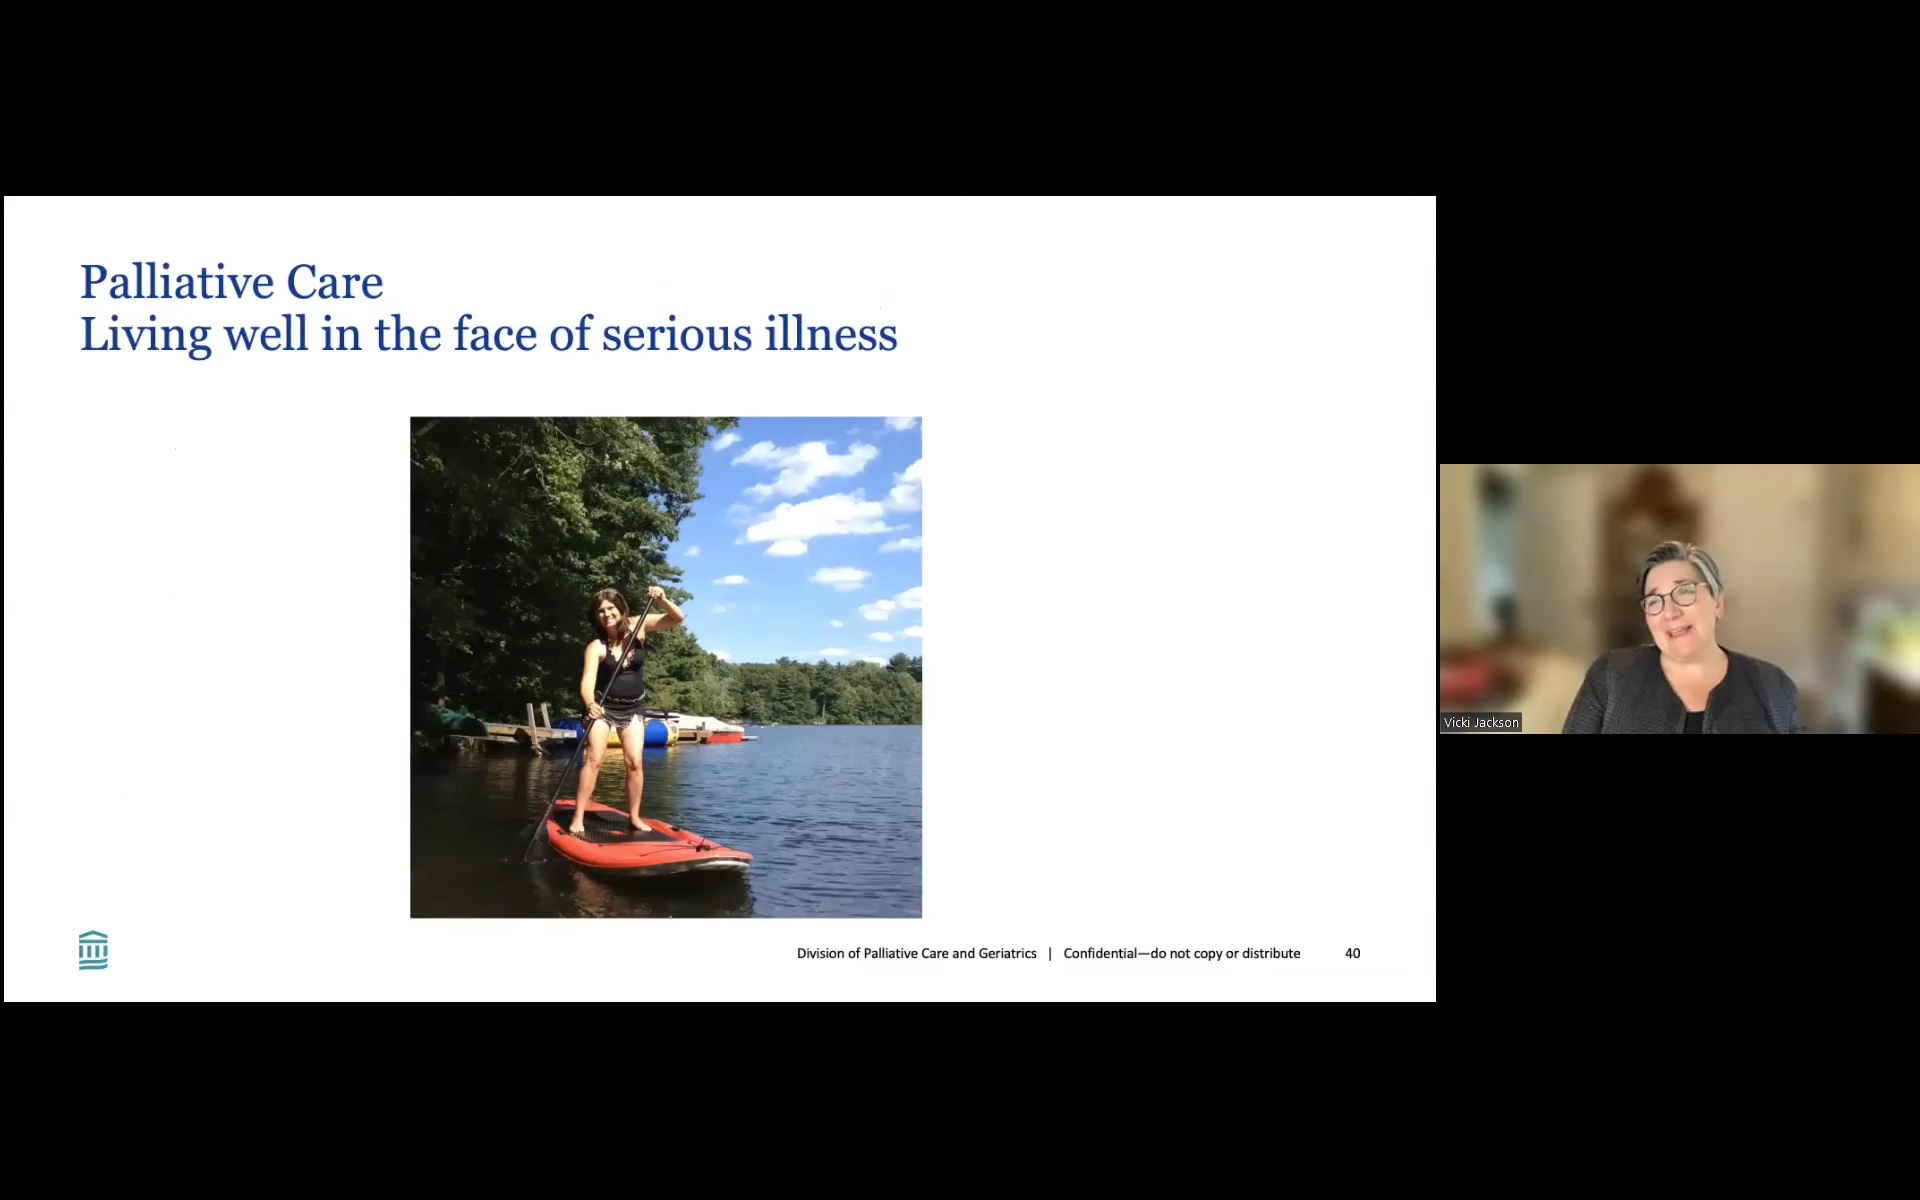 Palliative Care
Living well in the face of serious illness
Vicki Jackson
Division of Palliative Care and Geriatrics | Confidential—do not copy or distribute 40